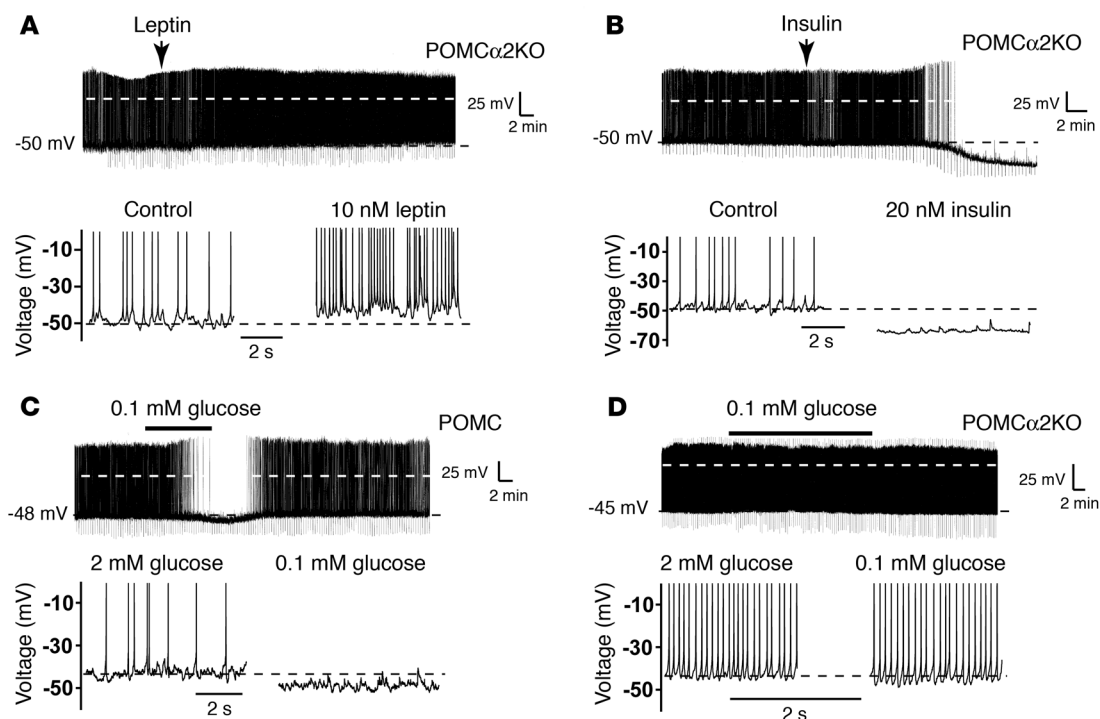 A
Leptin
POMCα2KO
-50 mV
25 mV
2 min
Control
10 nM leptin
Voltage (mV)
-10
-30
-50
2 s
B
Insulin
POMCα2KO
-50 mV
25 mV
2 min
Control
20 nM insulin
Voltage (mV)
-10
-30
-50
-70
2 s
C
0.1 mM glucose
POMC
-48 mV
25 mV
2 min
2 mM glucose
0.1 mM glucose
Voltage (mV)
-10
-30
-50
2 s
D
0.1 mM glucose
POMCα2KO
-45 mV
25 mV
2 min
2 mM glucose
0.1 mM glucose
Voltage (mV)
-10
-30
-50
2 s